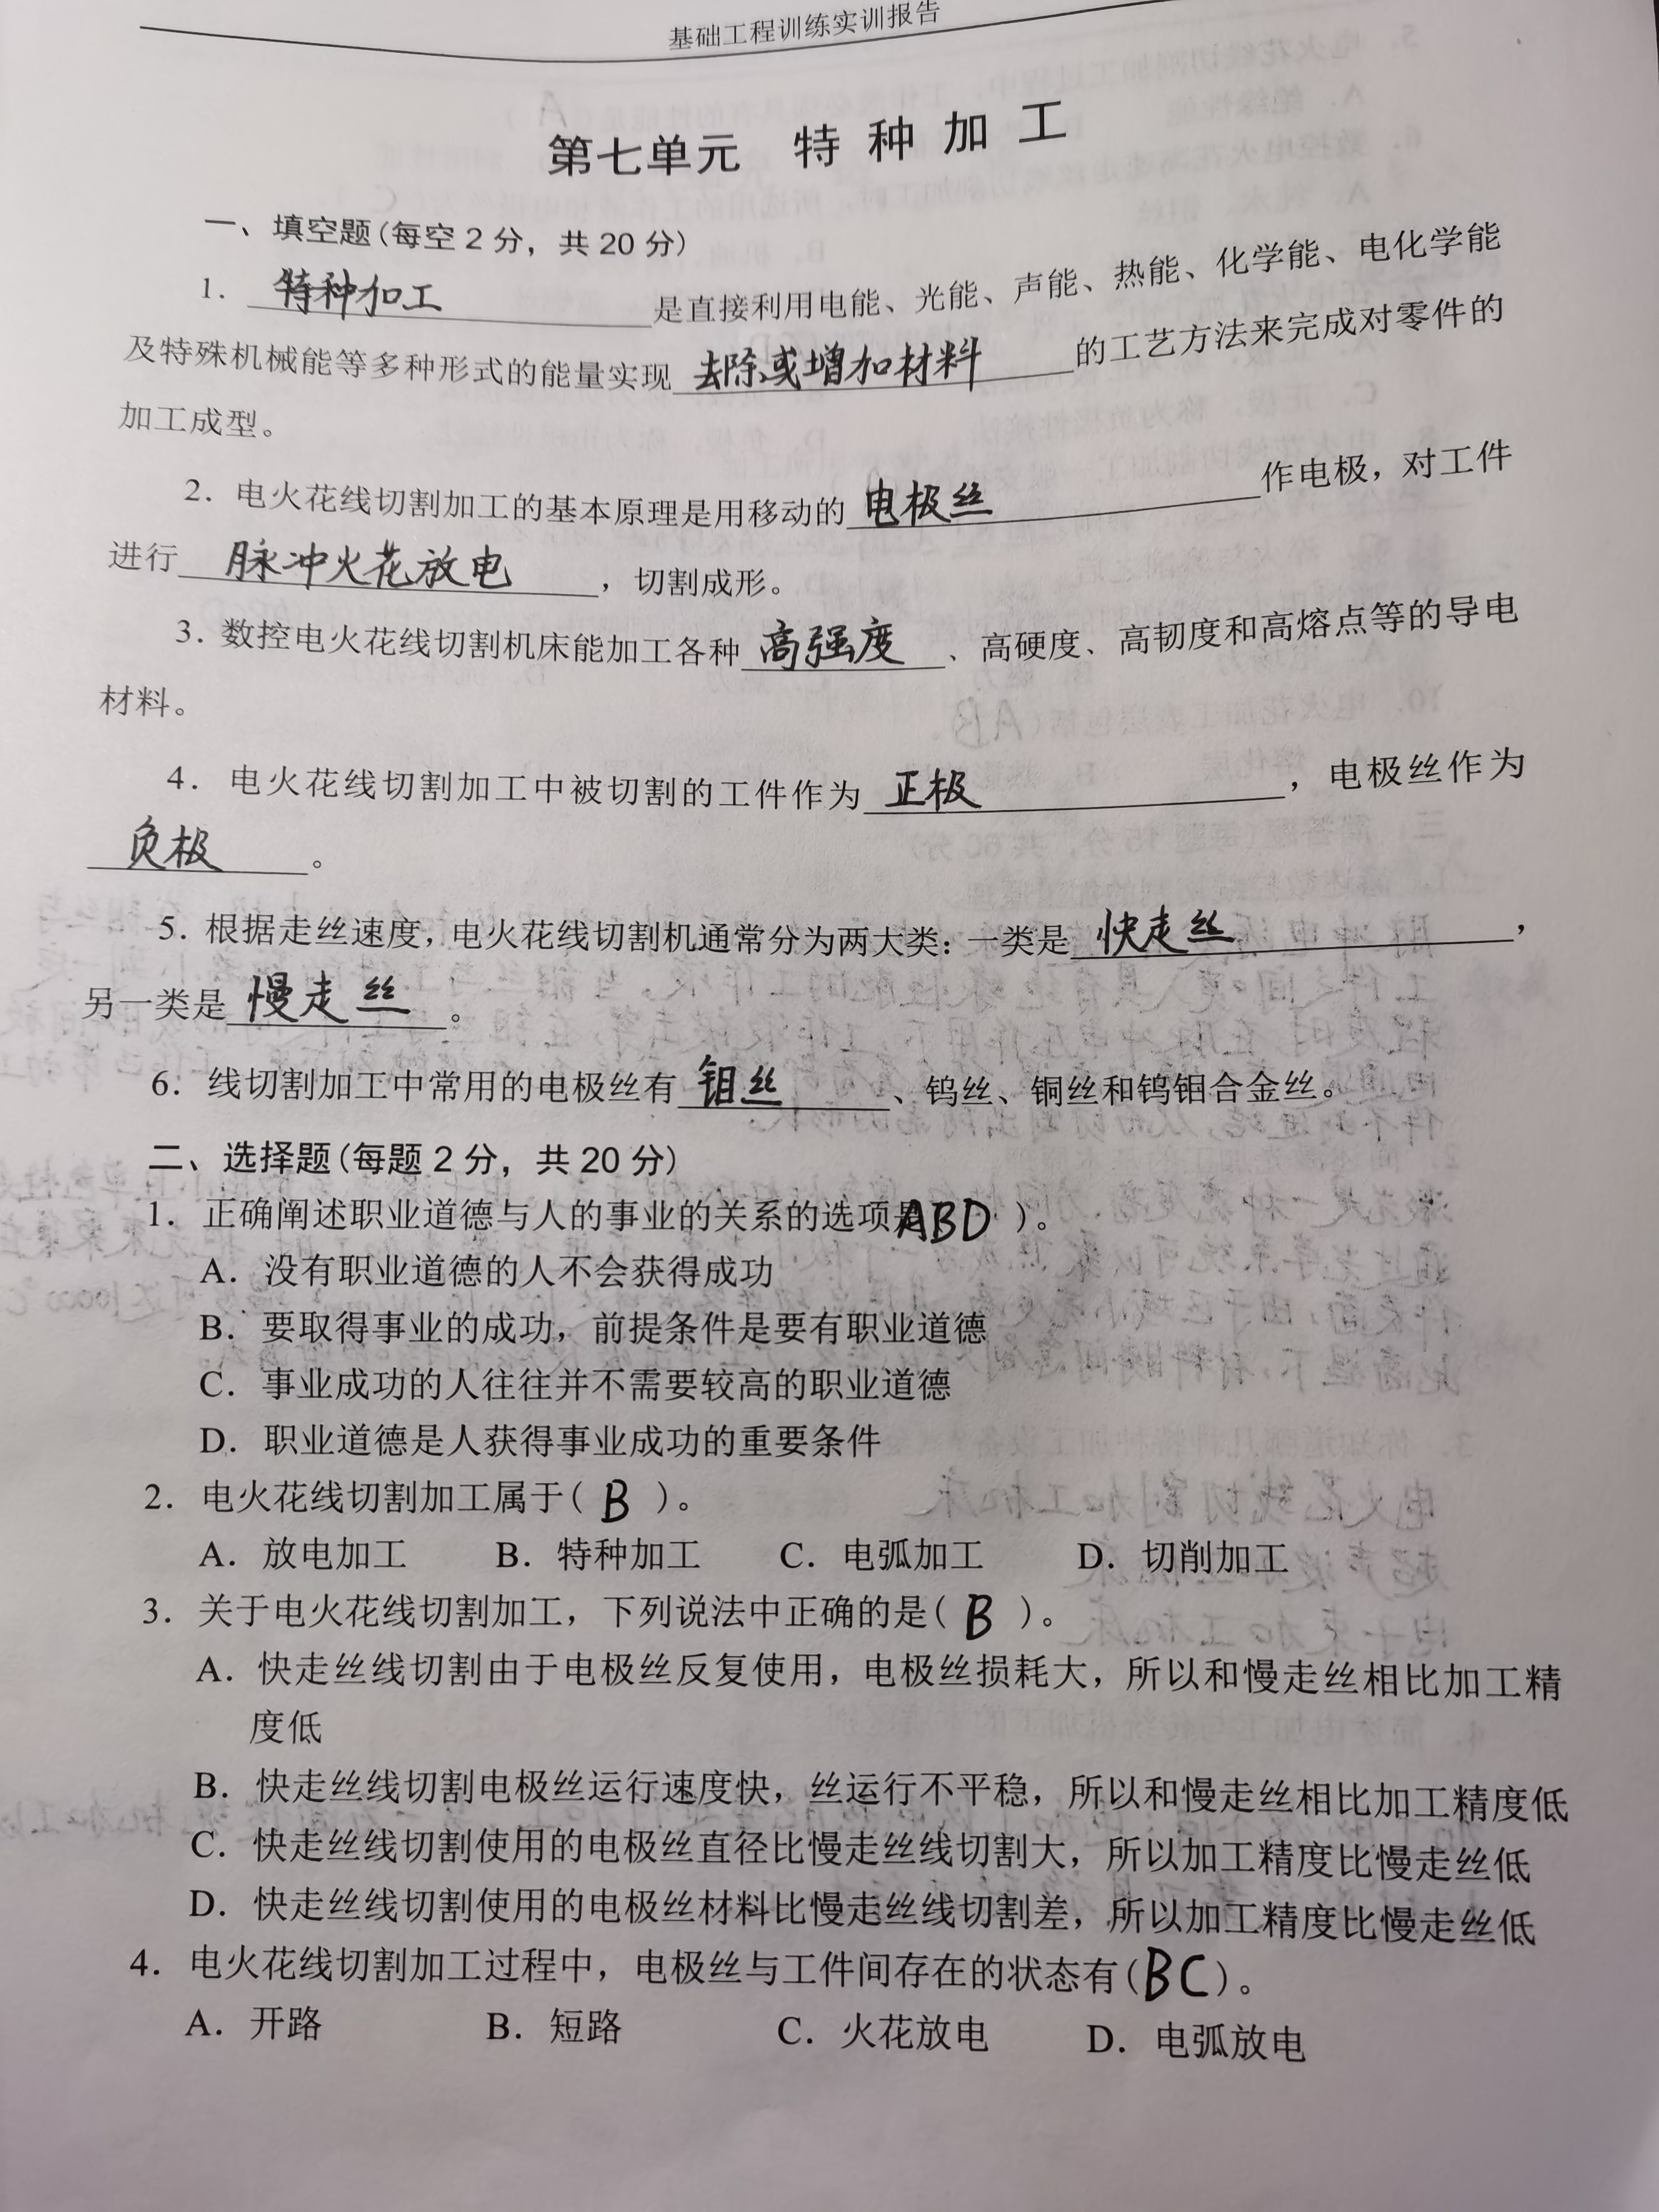 基础工程训练实训报告
第七单元 特种加工
一、填空题(每空2分，共20分)
1. 特种加工 是直接利用电能、光能、声能、热能、化学能、电化学能
及特殊机械能等多种形式的能量实现 去除或增加材料 的工艺方法来完成对零件的
加工成型。
2. 电火花线切割加工的基本原理是用移动的 电极丝 作电极，对工件
进行 脉冲火花放电 ，切割成形。
3. 数控电火花线切割机床能加工各种 高强度 、高硬度、高韧度和高熔点等的导电
材料。
4. 电火花线切割加工中被切割的工件作为 正极 ，电极丝作为
负极 。
5. 根据走丝速度，电火花线切割机通常分为两大类：一类是 快走丝 ，
另一类是 慢走丝 。
6. 线切割加工中常用的电极丝有 钼丝 、钨丝、铜丝和钨钼合金丝。
二、选择题(每题2分，共20分)
1. 正确阐述职业道德与人的事业的关系的选项是 ABD )。
A. 没有职业道德的人不会获得成功
B. 要取得事业的成功，前提条件是要有职业道德
C. 事业成功的人往往并不需要较高的职业道德
D. 职业道德是人获得事业成功的重要条件
2. 电火花线切割加工属于( B )。
A. 放电加工 B. 特种加工 C. 电弧加工 D. 切削加工
3. 关于电火花线切割加工，下列说法中正确的是( B )。
A. 快走丝线切割由于电极丝反复使用，电极丝损耗大，所以和慢走丝相比加工精
度低
B. 快走丝线切割电极丝运行速度快，丝运行不平稳，所以和慢走丝相比加工精度低
C. 快走丝线切割使用的电极丝直径比慢走丝线切割大，所以加工精度比慢走丝低
D. 快走丝线切割使用的电极丝材料比慢走丝线切割差，所以加工精度比慢走丝低
4. 电火花线切割加工过程中，电极丝与工件间存在的状态有(BC)。
A. 开路 B. 短路 C. 火花放电 D. 电弧放电